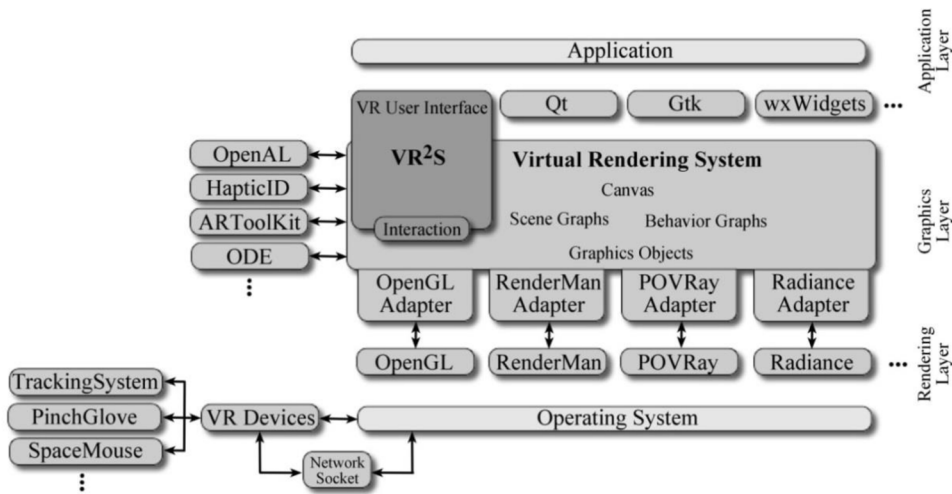 Application
Application
Layer
VR User Interface
Qt
Gtk
wxWidgets
...
VR²S
Virtual Rendering System
OpenAL
HapticID
ARToolKit
ODE
Canvas
Scene Graphs
Behavior Graphs
Interaction
Graphics Objects
Graphics
Layer
OpenGL
Adapter
RenderMan
Adapter
POVRay
Adapter
Radiance
Adapter
OpenGL
RenderMan
POVRay
Radiance
...
Rendering
Layer
TrackingSystem
PinchGlove
SpaceMouse
VR Devices
Operating System
Network
Socket